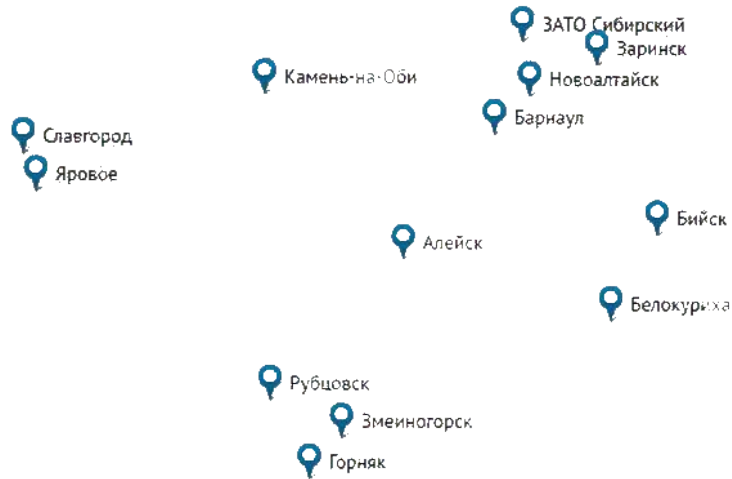 ЗАТО Сибирский
Заринск
Камень-на-Оби
Новоалтайск
Барнаул
Славгород
Яровое
Бийск
Алейск
Белокуриха
Рубцовск
Змеиногорск
Горняк